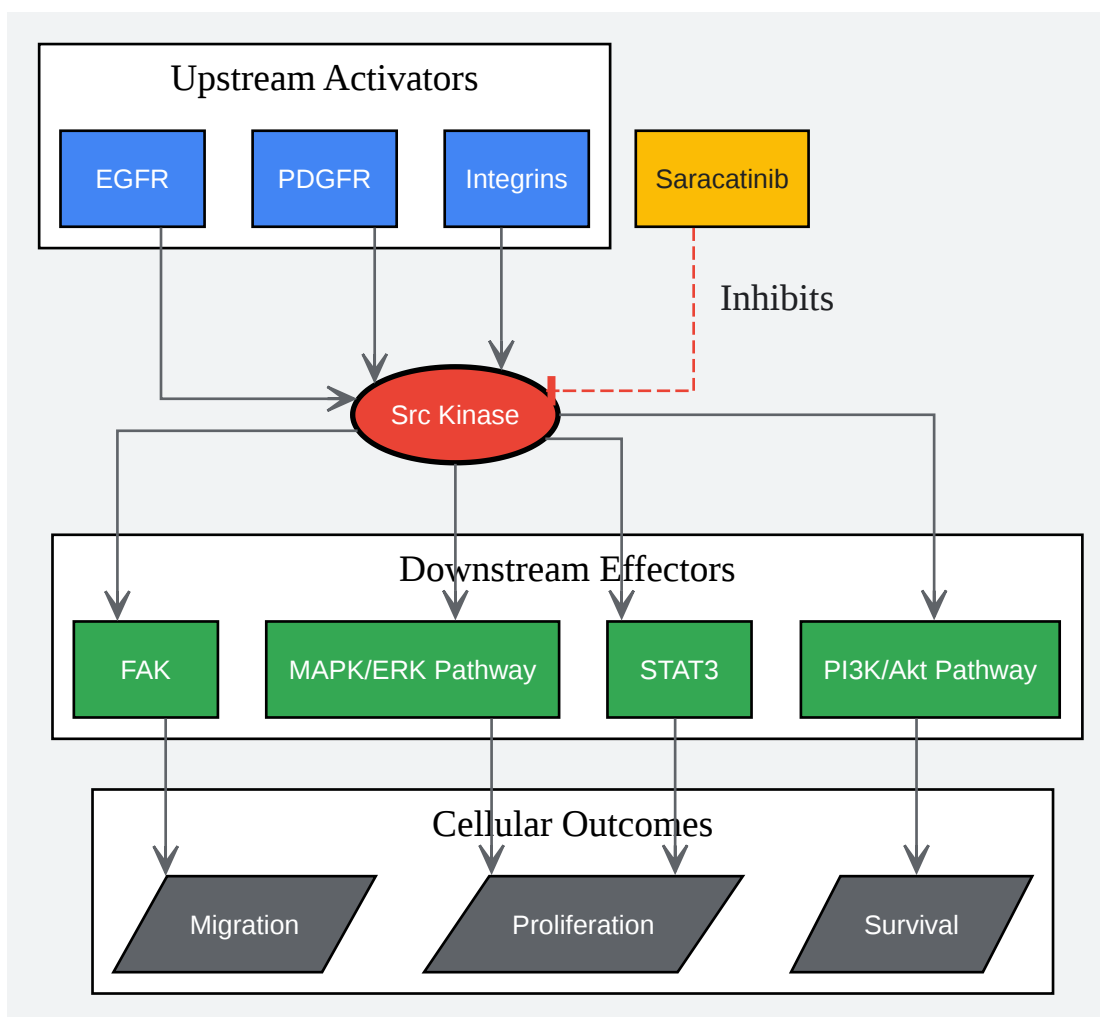 Upstream Activators
EGFR
PDGFR
Integrins
Saracatinib
Inhibits
Src Kinase
Downstream Effectors
FAK
MAPK/ERK Pathway
STAT3
PI3K/Akt Pathway
Cellular Outcomes
Migration
Proliferation
Survival